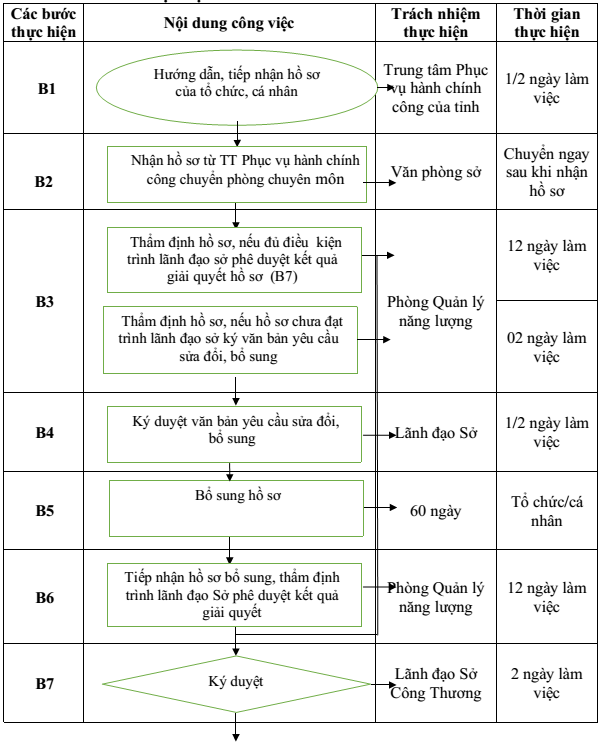 Các bước
thực hiện
Nội dung công việc
Trách nhiệm
thực hiện
Thời gian
thực hiện
B1
Hướng dẫn, tiếp nhận hồ sơ
của tổ chức, cá nhân
Trung tâm Phục
vụ hành chính
công của tỉnh
1/2 ngày làm
việc
B2
Nhận hồ sơ từ TT Phục vụ hành chính
công chuyển phòng chuyên môn
Văn phòng sở
Chuyển ngay
sau khi nhận
hồ sơ
B3
Thẩm định hồ sơ, nếu đủ điều kiện
trình lãnh đạo sở phê duyệt kết quả
giải quyết hồ sơ (B7)
Thẩm định hồ sơ, nếu hồ sơ chưa đạt
trình lãnh đạo sở ký văn bản yêu cầu
sửa đổi, bổ sung
Phòng Quản lý
năng lượng
12 ngày làm
việc
02 ngày làm
việc
B4
Ký duyệt văn bản yêu cầu sửa đổi,
bổ sung
Lãnh đạo Sở
1/2 ngày làm
việc
B5
Bổ sung hồ sơ
60 ngày
Tổ chức/cá
nhân
B6
Tiếp nhận hồ sơ bổ sung, thẩm định
trình lãnh đạo Sở phê duyệt kết quả
giải quyết
Phòng Quản lý
năng lượng
12 ngày làm
việc
B7
Ký duyệt
Lãnh đạo Sở
Công Thương
2 ngày làm
việc